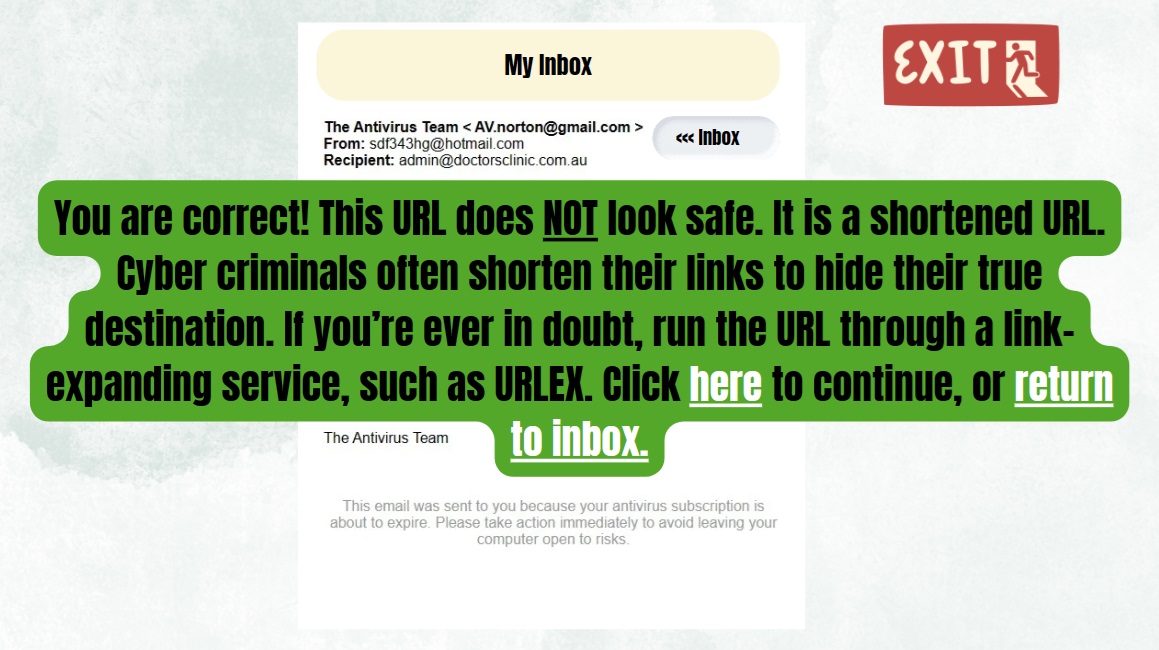 My Inbox
EXIT
The Antivirus Team < AV.norton@gmail.com >
<<< Inbox
From: sdf343hg@hotmail.com
Recipient: admin@doctorsclinic.com.au
You are correct! This URL does NOT look safe. It is a shortened URL.
Cyber criminals often shorten their links to hide their true
destination. If you’re ever in doubt, run the URL through a link-
expanding service, such as URLEX. Click here to continue, or return
to inbox.
The Antivirus Team
This email was sent to you because your antivirus subscription is
about to expire. Please take action immediately to avoid leaving your
computer open to risks.